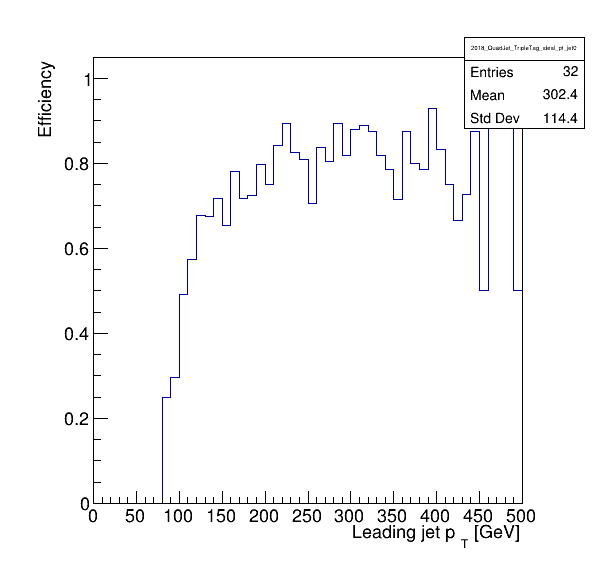 2018_QuadJet_TripleTag_ideal_pt_jet0
Entries 32
Mean 302.4
Std Dev 114.4
Efficiency
1
0.8
0.6
0.4
0.2
0
0 50 100 150 200 250 300 350 400 450 500
Leading jet p T [GeV]